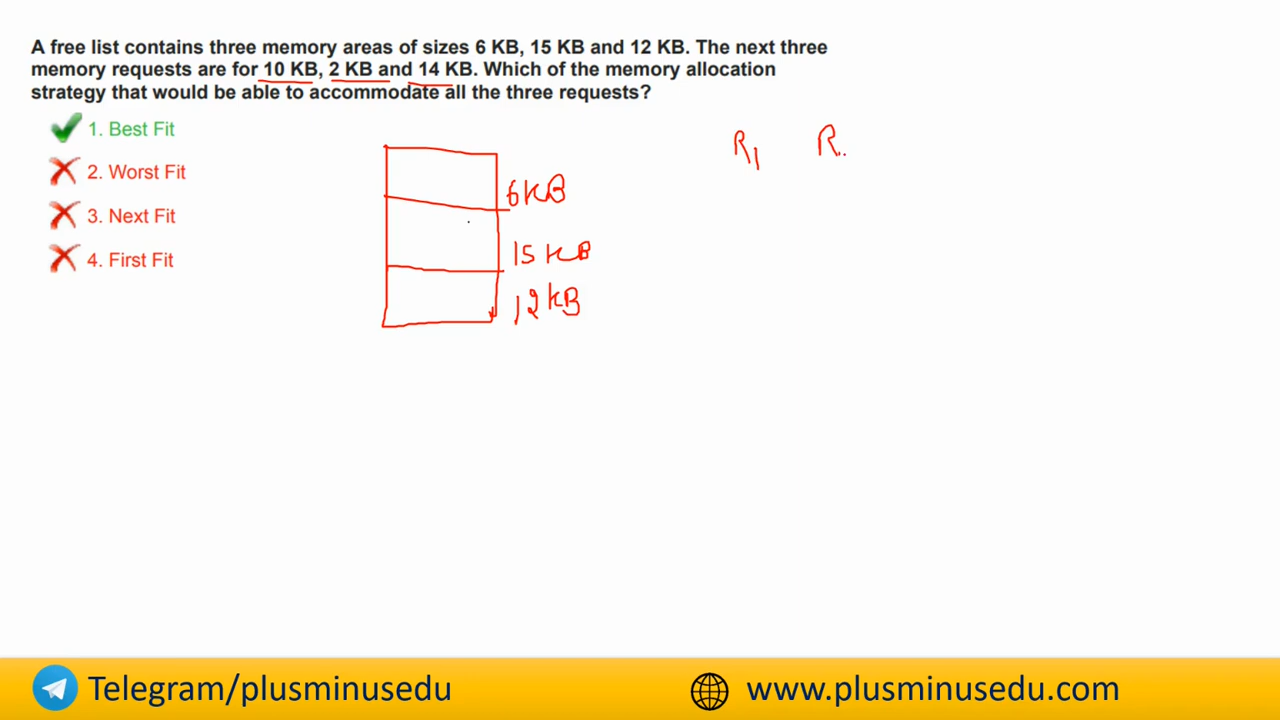 A free list contains three memory areas of sizes 6 KB, 15 KB and 12 KB. The next three
memory requests are for 10 KB, 2 KB and 14 KB. Which of the memory allocation
strategy that would be able to accommodate all the three requests?
1. Best Fit
2. Worst Fit
3. Next Fit
4. First Fit
R1 R
6KB
15 KB
12KB
Telegram/plusminusedu
www.plusminusedu.com